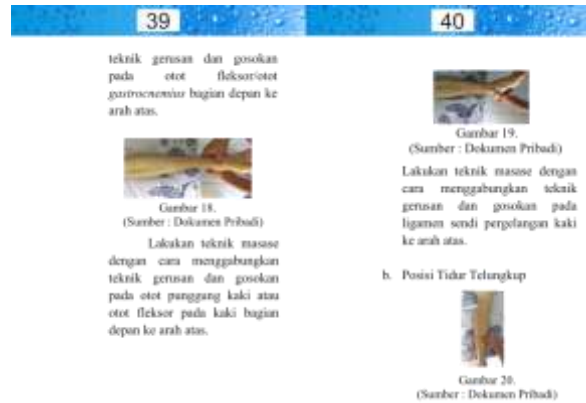 39
teknik gerusan dan gosokan
pada otot fleksor/otot
gastrocnemius bagian depan ke
arah atas.
Gambar 18.
(Sumber : Dokumen Pribadi)
Lakukan teknik masase
dengan cara menggabungkan
teknik gerusan dan gosokan
pada otot punggung kaki atau
otot fleksor pada kaki bagian
depan ke arah atas.
40
Gambar 19.
(Sumber : Dokumen Pribadi)
Lakukan teknik masase dengan
cara menggabungkan teknik
gerusan dan gosokan pada
ligamen sendi pergelangan kaki
ke arah atas.
b. Posisi Tidur Telungkup
Gambar 20.
(Sumber : Dokumen Pribadi)